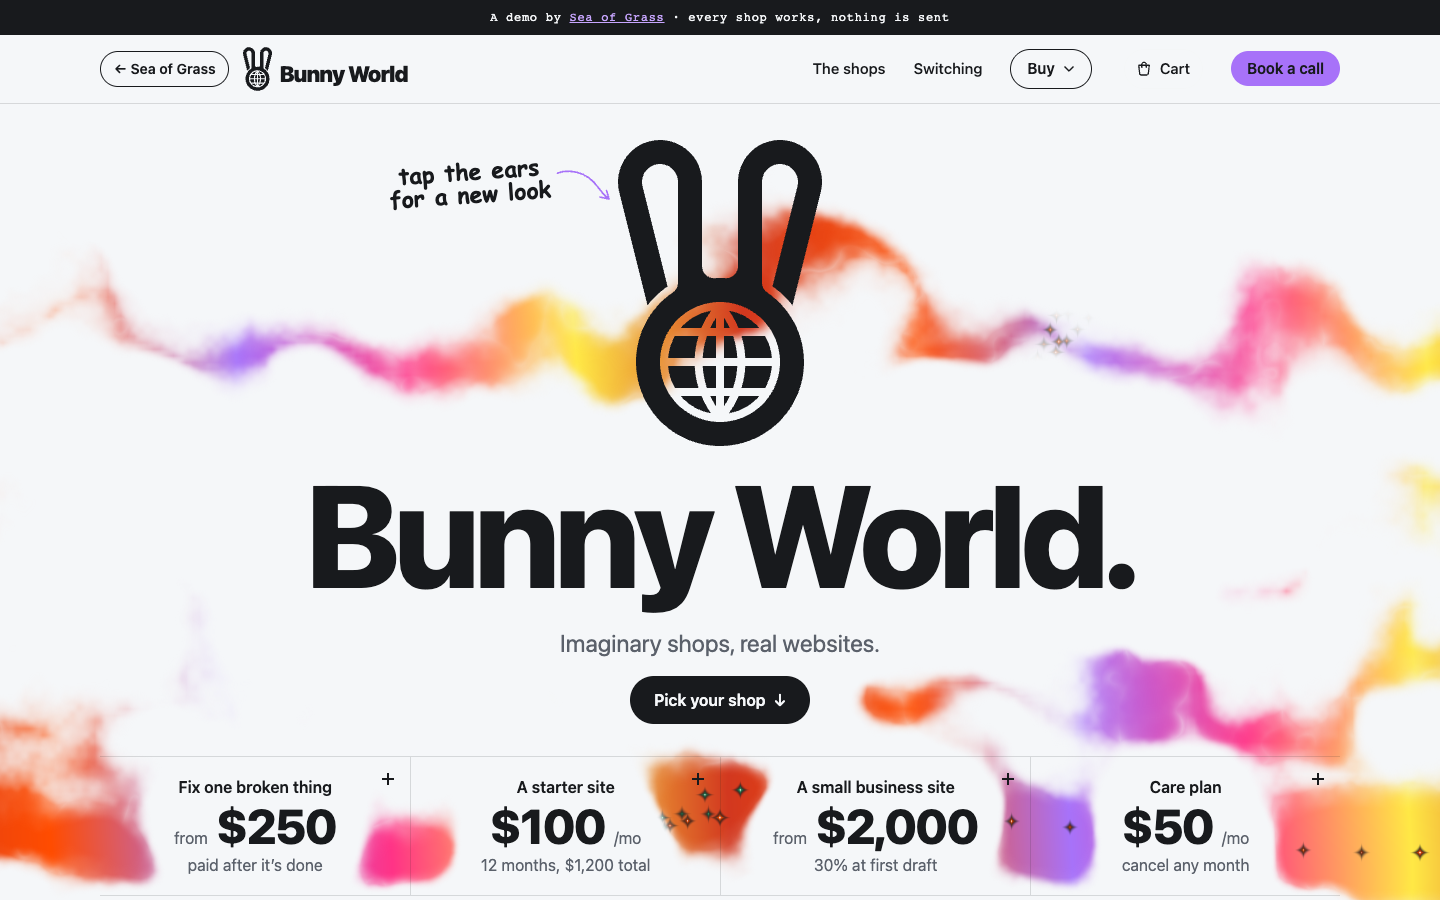 A demo by Sea of Grass · every shop works, nothing is sent
← Sea of Grass
Bunny World
The shops
Switching
Buy
Cart
Book a call
tap the ears
for a new look
Bunny World.
Imaginary shops, real websites.
Pick your shop ↓
Fix one broken thing +
from $250
paid after it's done
A starter site +
$100 /mo
12 months, $1,200 total
A small business site +
from $2,000
30% at first draft
Care plan +
$50 /mo
cancel any month